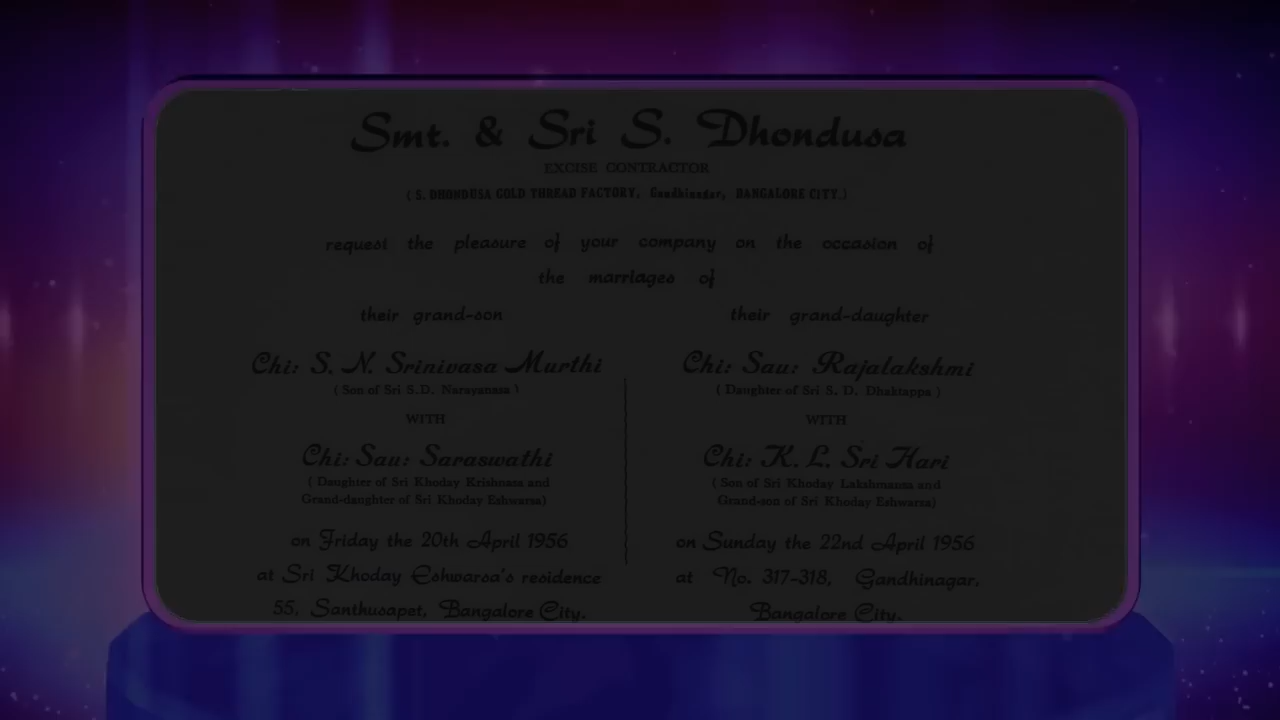 Smt. & Sri S. Dhondusa
EXCISE CONTRACTOR
( S. DHONDUSA GOLD THREAD FACTORY, Gandhinagar, BANGALORE CITY.)
request the pleasure of your company on the occasion of
the marriages of
their grand-son
Chi: S. N. Srinivasa Murthi
( Son of Sri S.D. Narayanasa )
WITH
Chi: Sau: Saraswathi
( Daughter of Sri Khoday Krishnasa and
Grand-daughter of Sri Khoday Eshwarsa)
on Friday the 20th April 1956
at Sri Khoday Eshwarsa's residence
55, Santhusapet, Bangalore City.
their grand-daughter
Chi: Sau: Rajalakshmi
( Daughter of Sri S. D. Dhaktappa )
WITH
Chi: K. L. Sri Hari
( Son of Sri Khoday Lakshmansa and
Grand-son of Sri Khoday Eshwarsa)
on Sunday the 22nd April 1956
at No. 317-318, Gandhinagar,
Bangalore City.